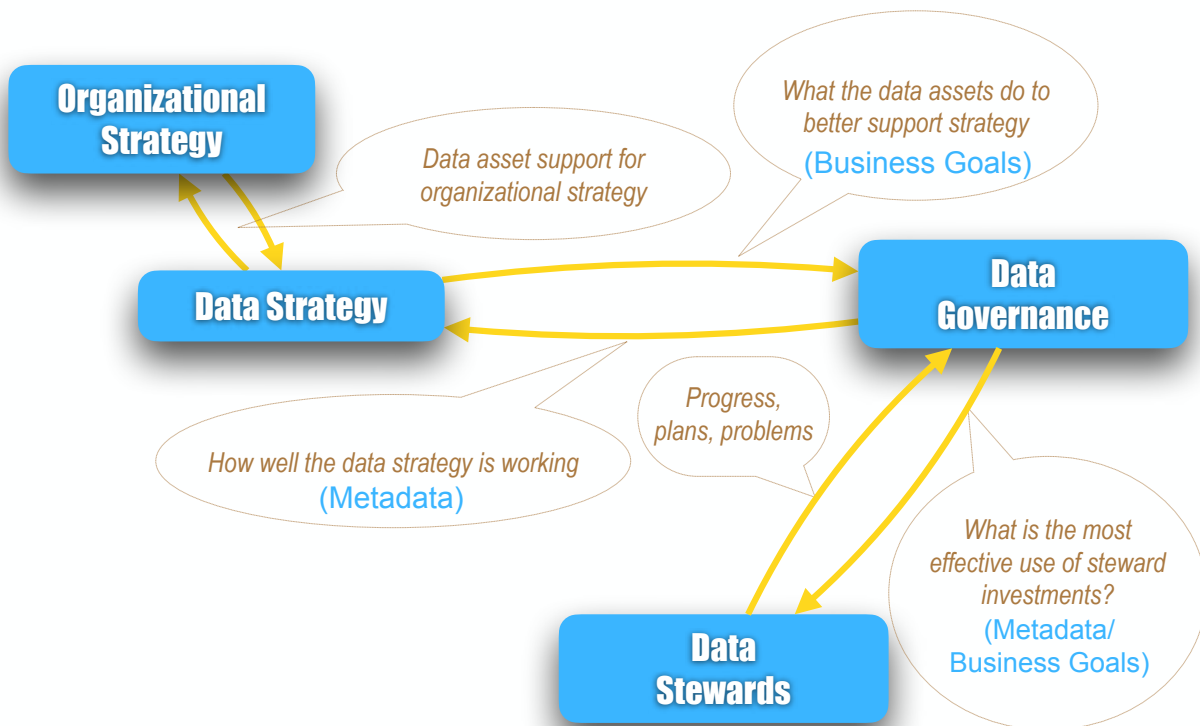 Organizational
Strategy
What the data assets do to
better support strategy
(Business Goals)
Data asset support for
organizational strategy
Data Strategy
Data
Governance
Progress,
plans, problems
How well the data strategy is working
(Metadata)
What is the most
effective use of steward
investments?
(Metadata/
Business Goals)
Data
Stewards